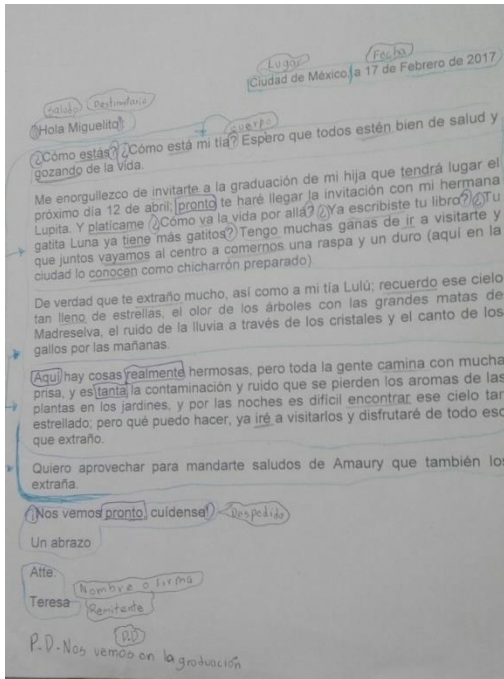 Lugar Fecha
Ciudad de México, a 17 de Febrero de 2017
Saludo Destinatario
¡Hola Miguelito!:
cuerpo
¿Cómo estás? ¿Cómo está mi tía? Espero que todos estén bien de salud y
gozando de la vida.
Me enorgullezco de invitarte a la graduación de mi hija que tendrá lugar el
próximo día 12 de abril; pronto te haré llegar la invitación con mi hermana
Lupita. Y platícame ¿Cómo va la vida por allá? ¿Ya escribiste tu libro? ¿Tu
gatita Luna ya tiene más gatitos? Tengo muchas ganas de ir a visitarte y
que juntos vayamos al centro a comernos una raspa y un duro (aquí en la
ciudad lo conocen como chicharrón preparado)
De verdad que te extraño mucho, así como a mi tía Lulú; recuerdo ese cielo
tan lleno de estrellas, el olor de los árboles con las grandes matas de
Madreselva, el ruido de la lluvia a través de los cristales y el canto de los
gallos por las mañanas.
Aquí hay cosas realmente hermosas, pero toda la gente camina con mucha
prisa, y es tanta la contaminación y ruido que se pierden los aromas de las
plantas en los jardines, y por las noches es difícil encontrar ese cielo tan
estrellado; pero qué puedo hacer, ya iré a visitarlos y disfrutaré de todo eso
que extraño.
Quiero aprovechar para mandarte saludos de Amaury que también los
extraña.
¡Nos vemos pronto, cuídense! Despedida
Un abrazo
Atte.
Nombre o firma
Teresa Remitente
P.D
P.D.-Nos vemos en la graduación